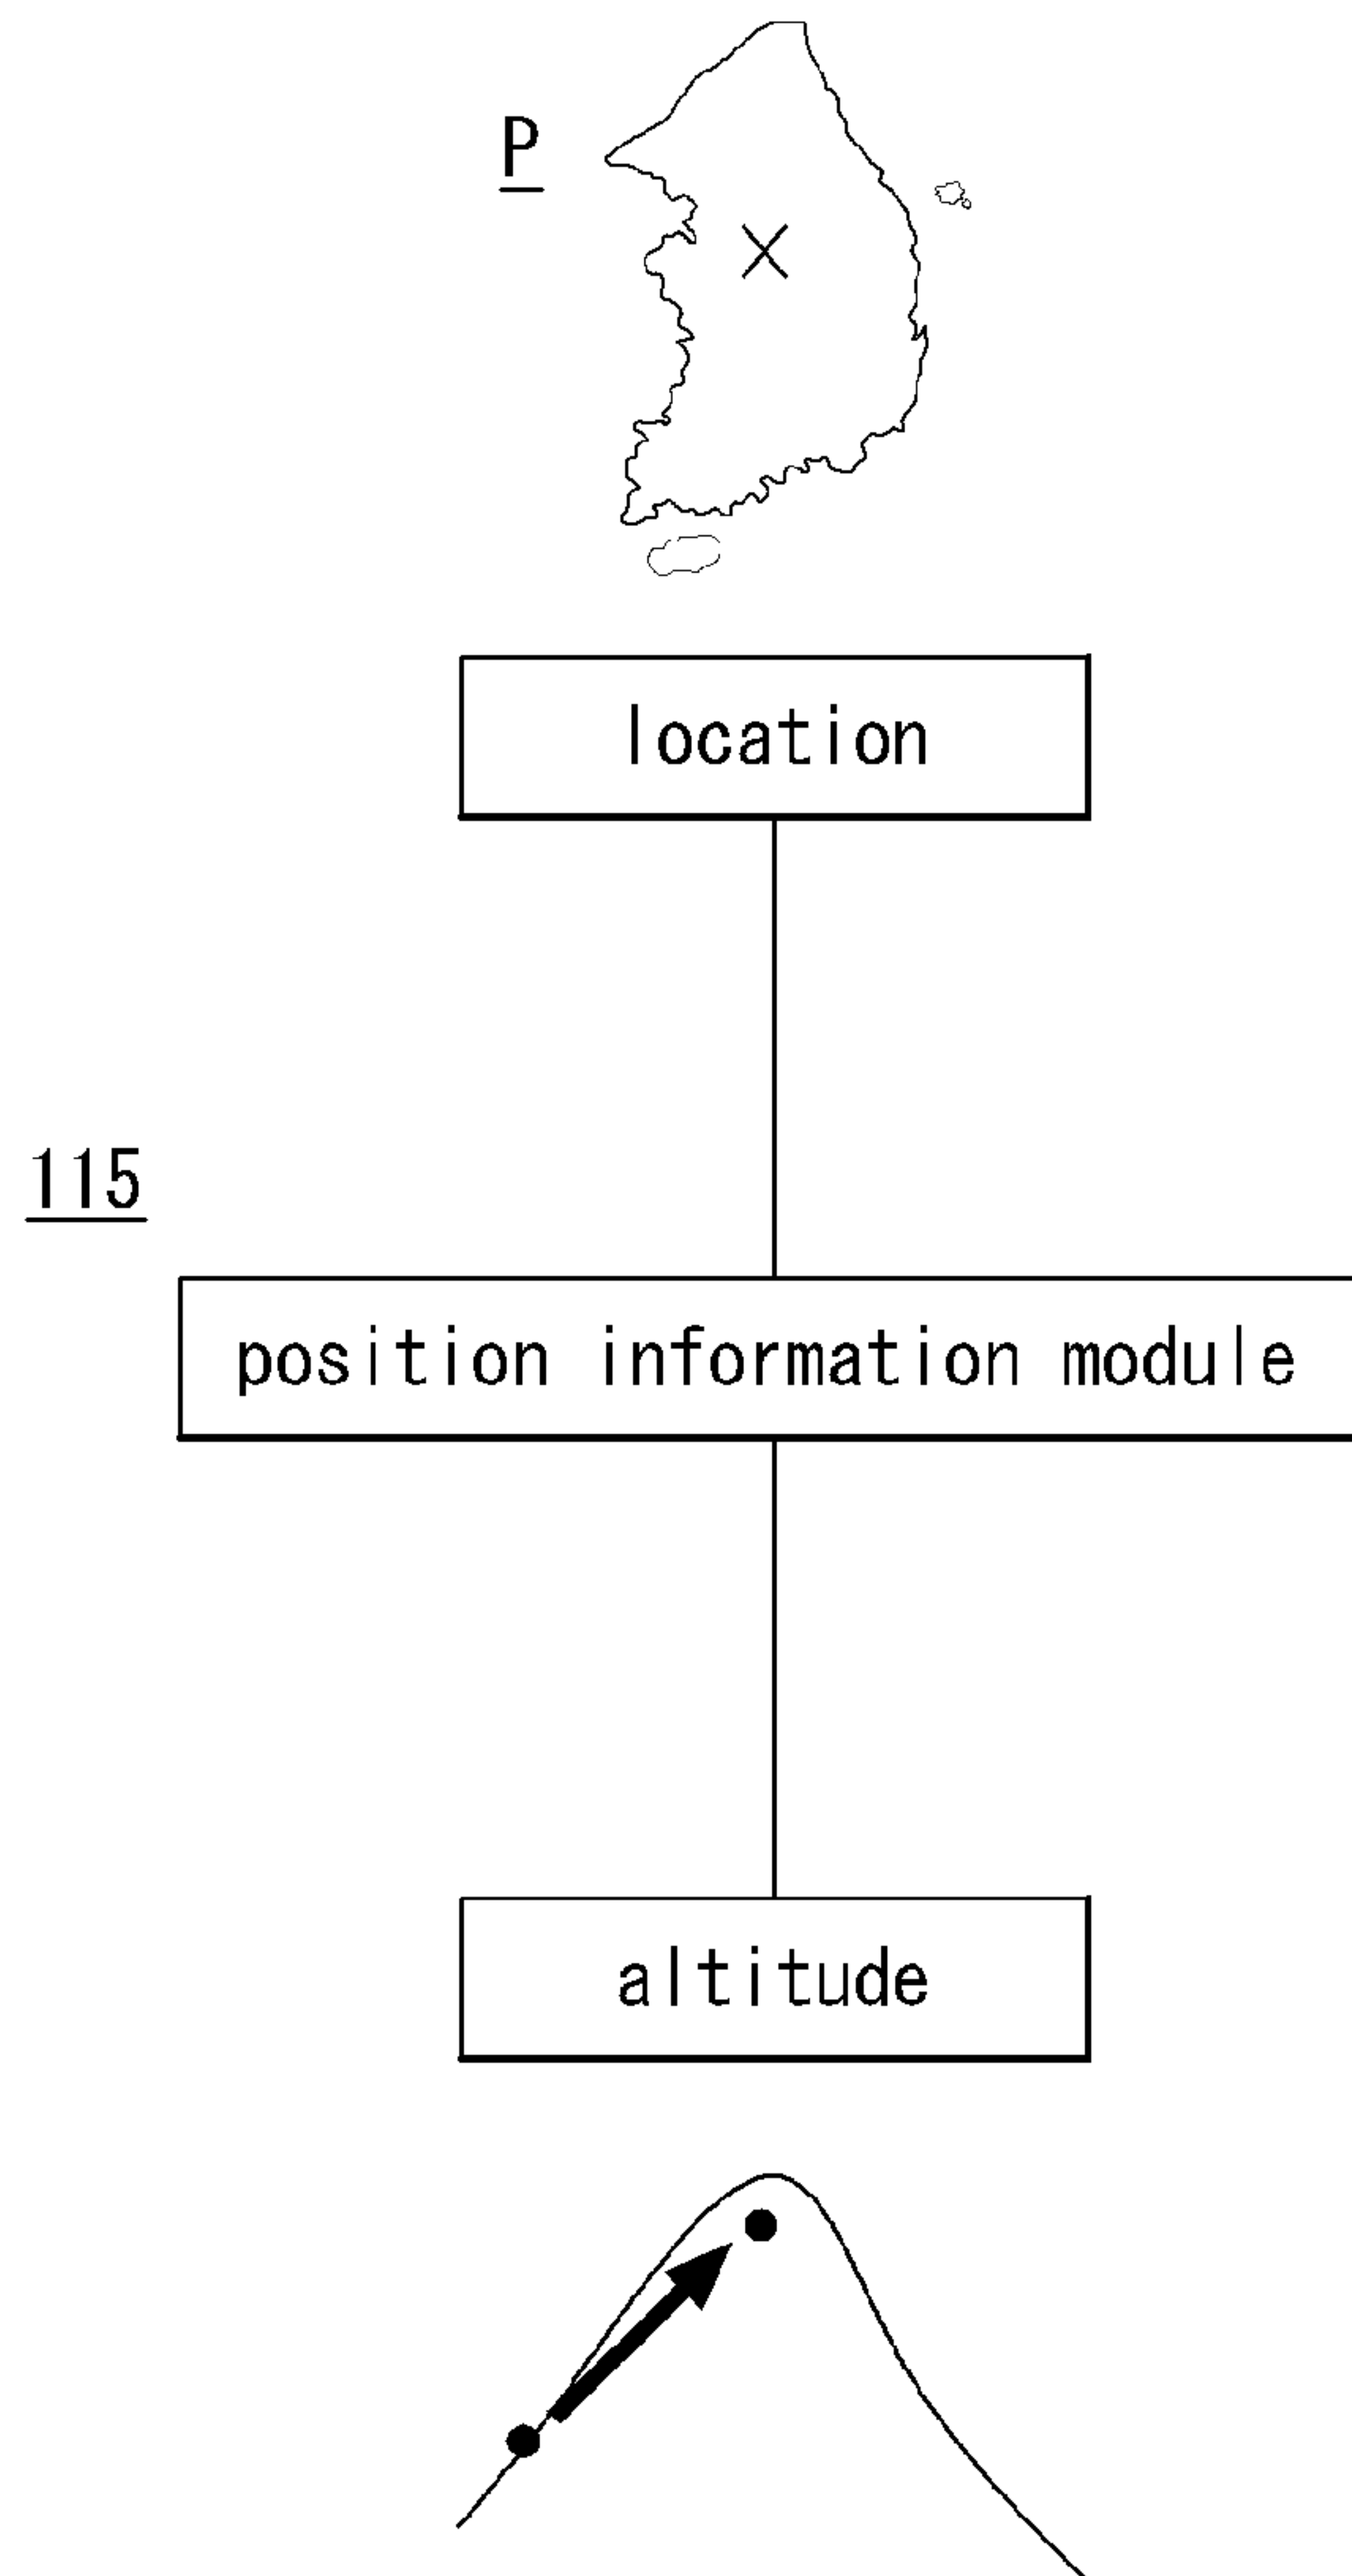 P
location
115
position information module
altitude